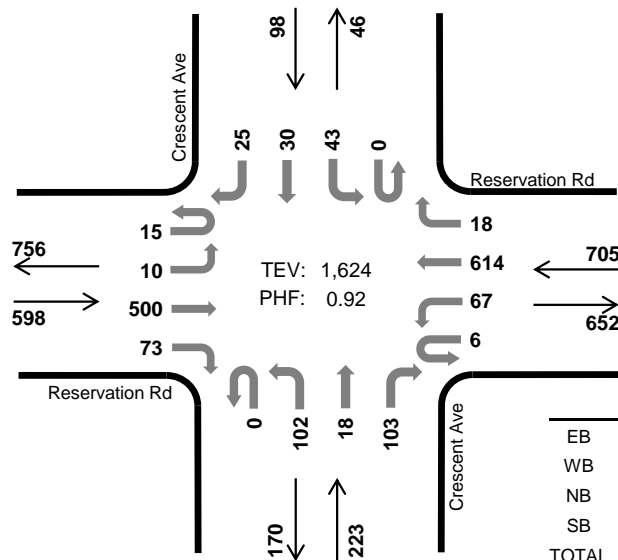 98
46
Crescent Ave
25
30
43
0
Reservation Rd
15
18
756
10
TEV: 1,624
614
705
598
500
PHF: 0.92
67
652
73
6
Reservation Rd
0
102
18
103
Crescent Ave
170
223
EB
WB
NB
SB
TOTAL